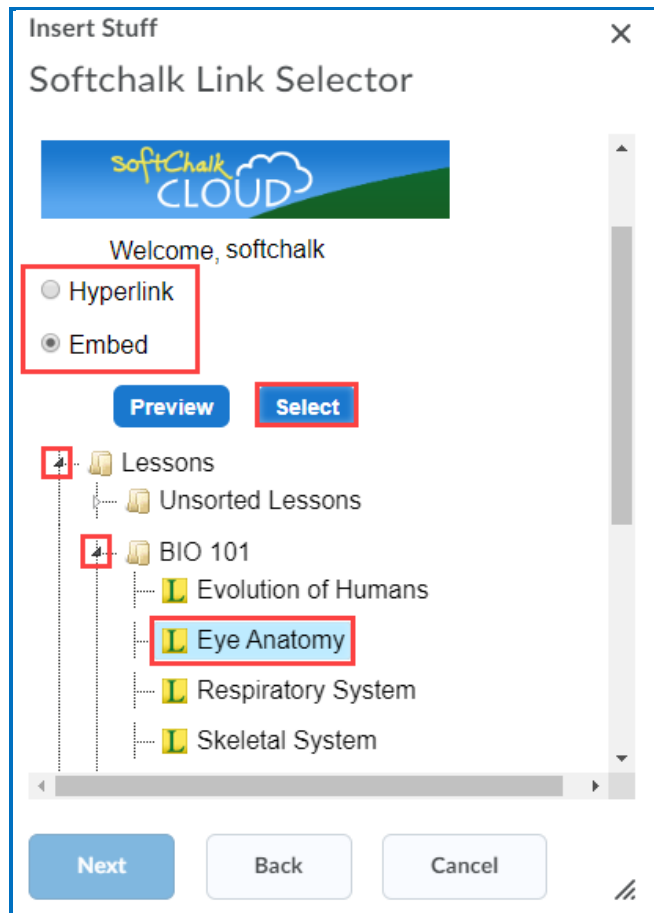 Insert Stuff
Softchalk Link Selector
softChalk
CLOUD
Welcome, softchalk
Hyperlink
Embed
Preview Select
Lessons
Unsorted Lessons
BIO 101
L Evolution of Humans
L Eye Anatomy
L Respiratory System
L Skeletal System
Next Back Cancel